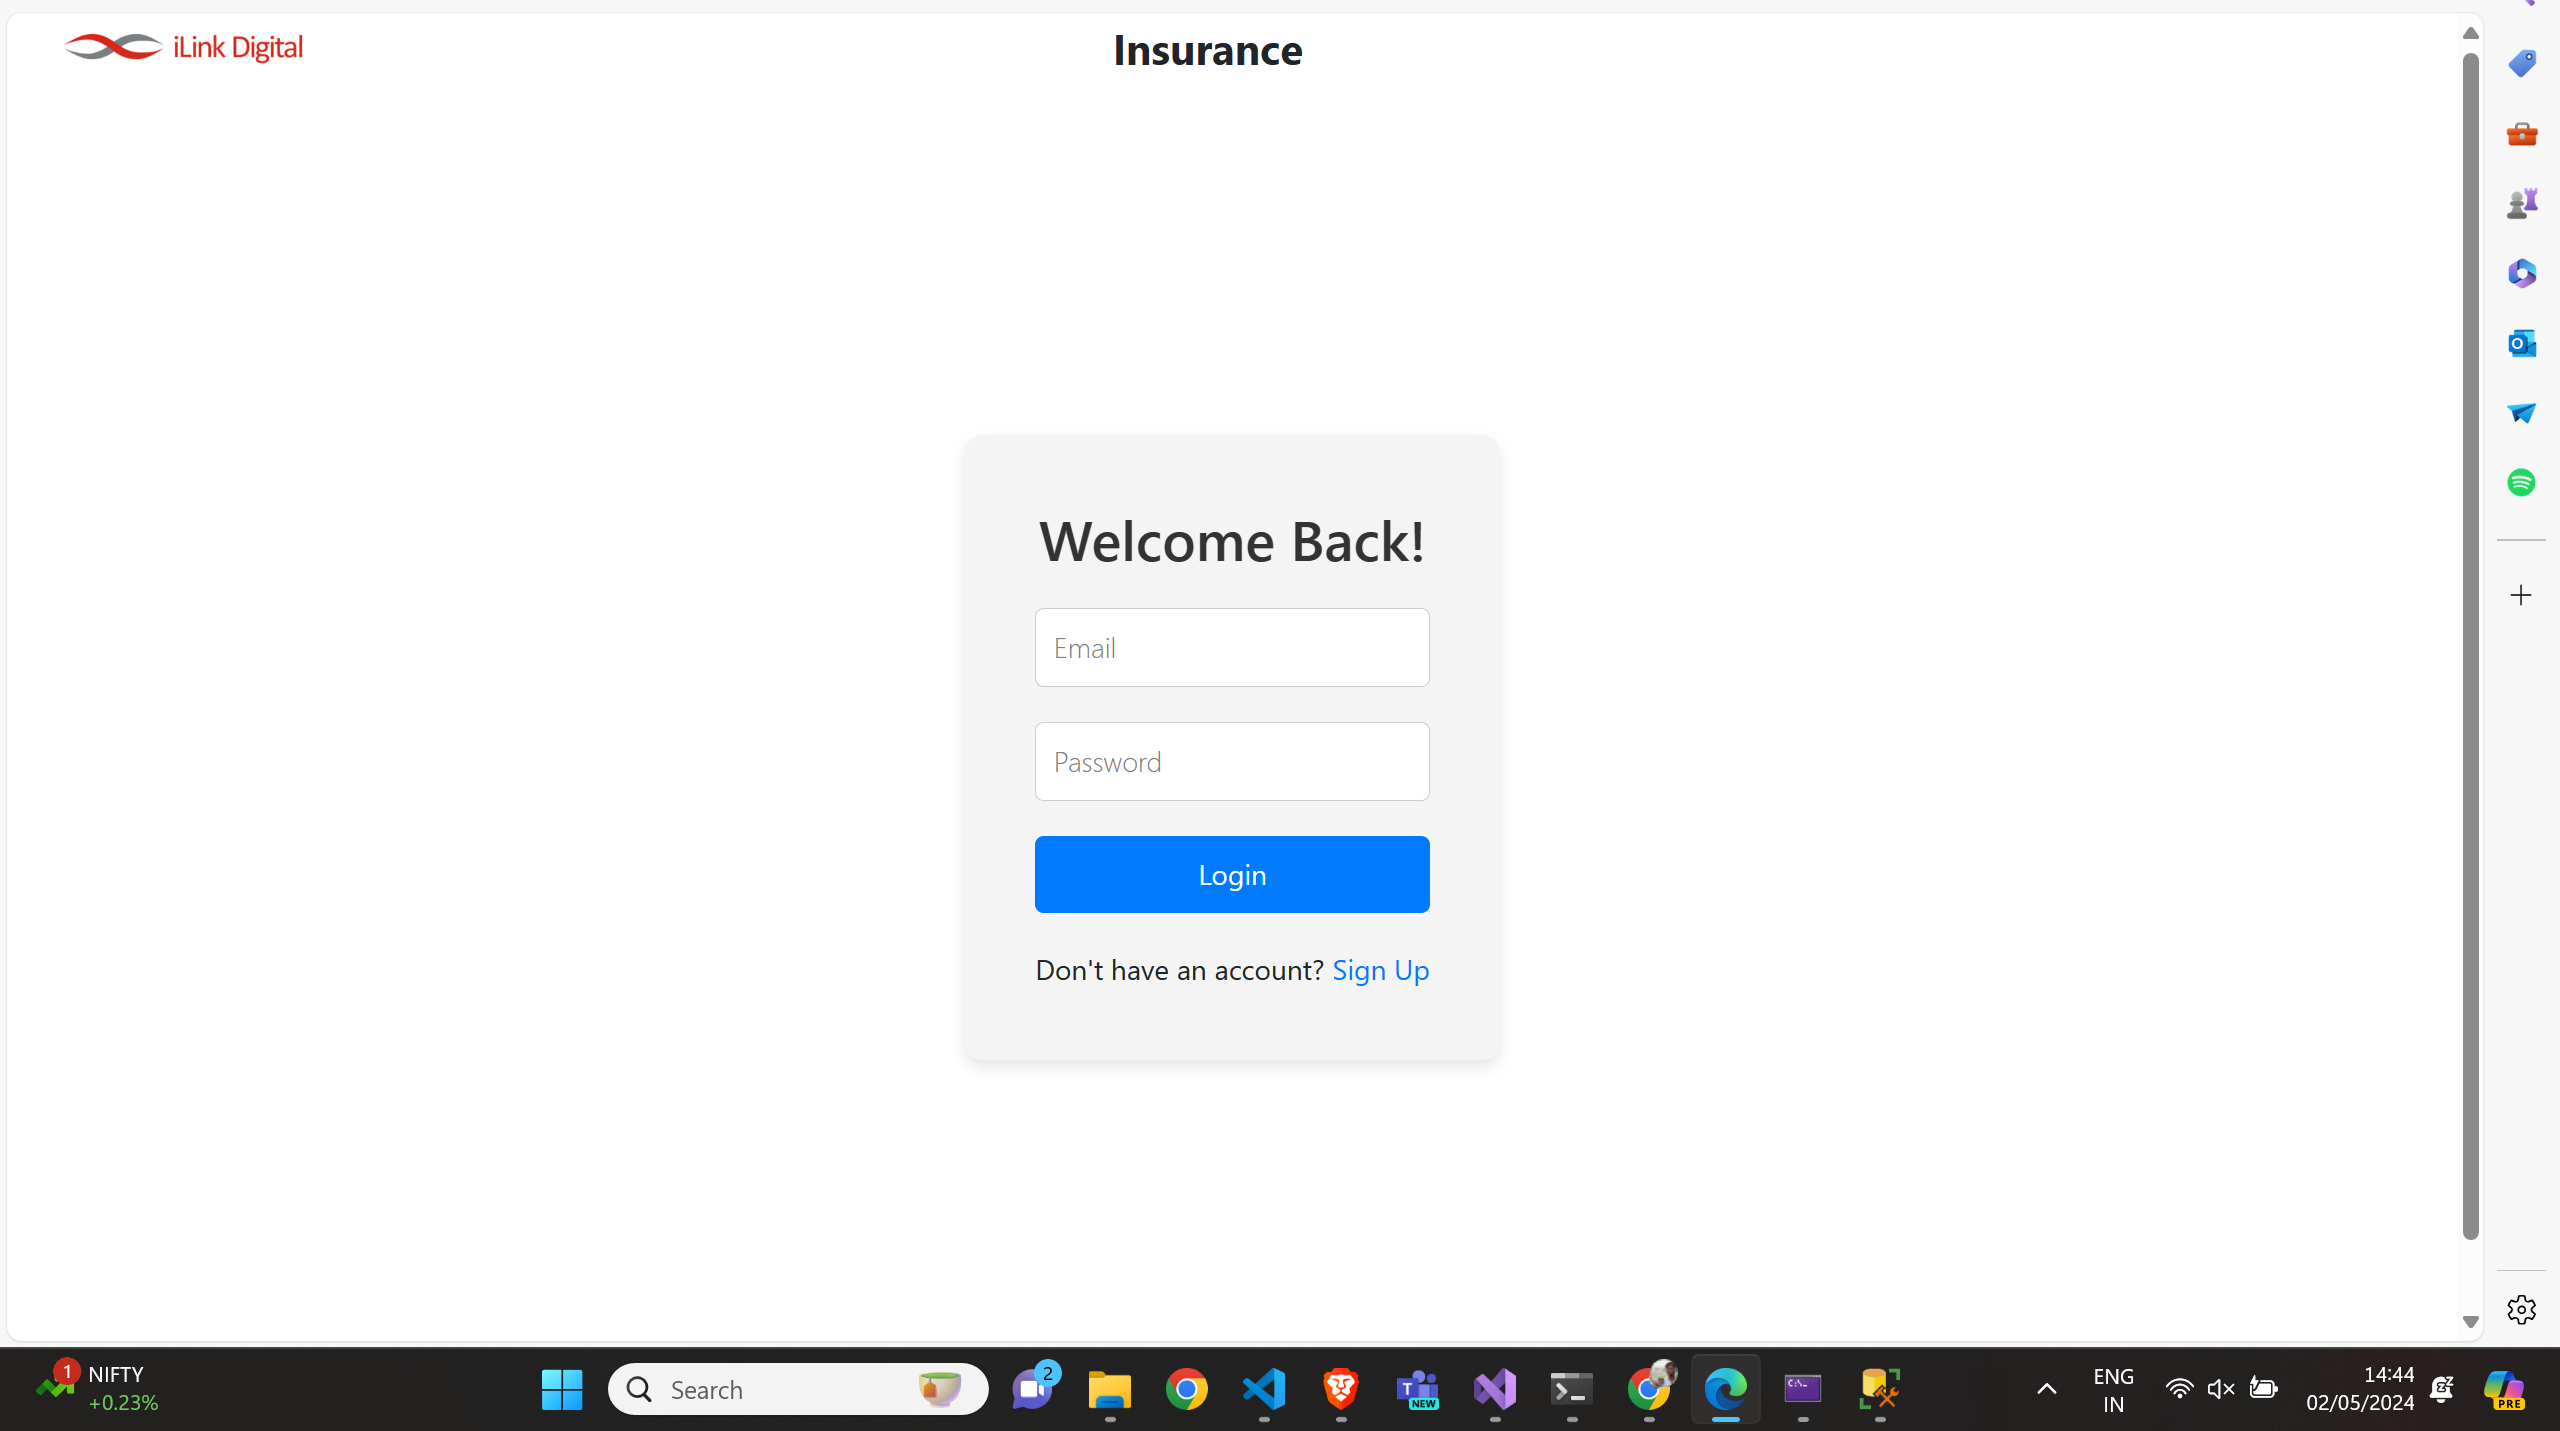 iLink Digital
Insurance
Welcome Back!
Email
Password
Login
Don't have an account? Sign Up
1
NIFTY
+0.23%
Search
2
T
NEW
C:\._
ENG
IN
14:44
02/05/2024
PRE